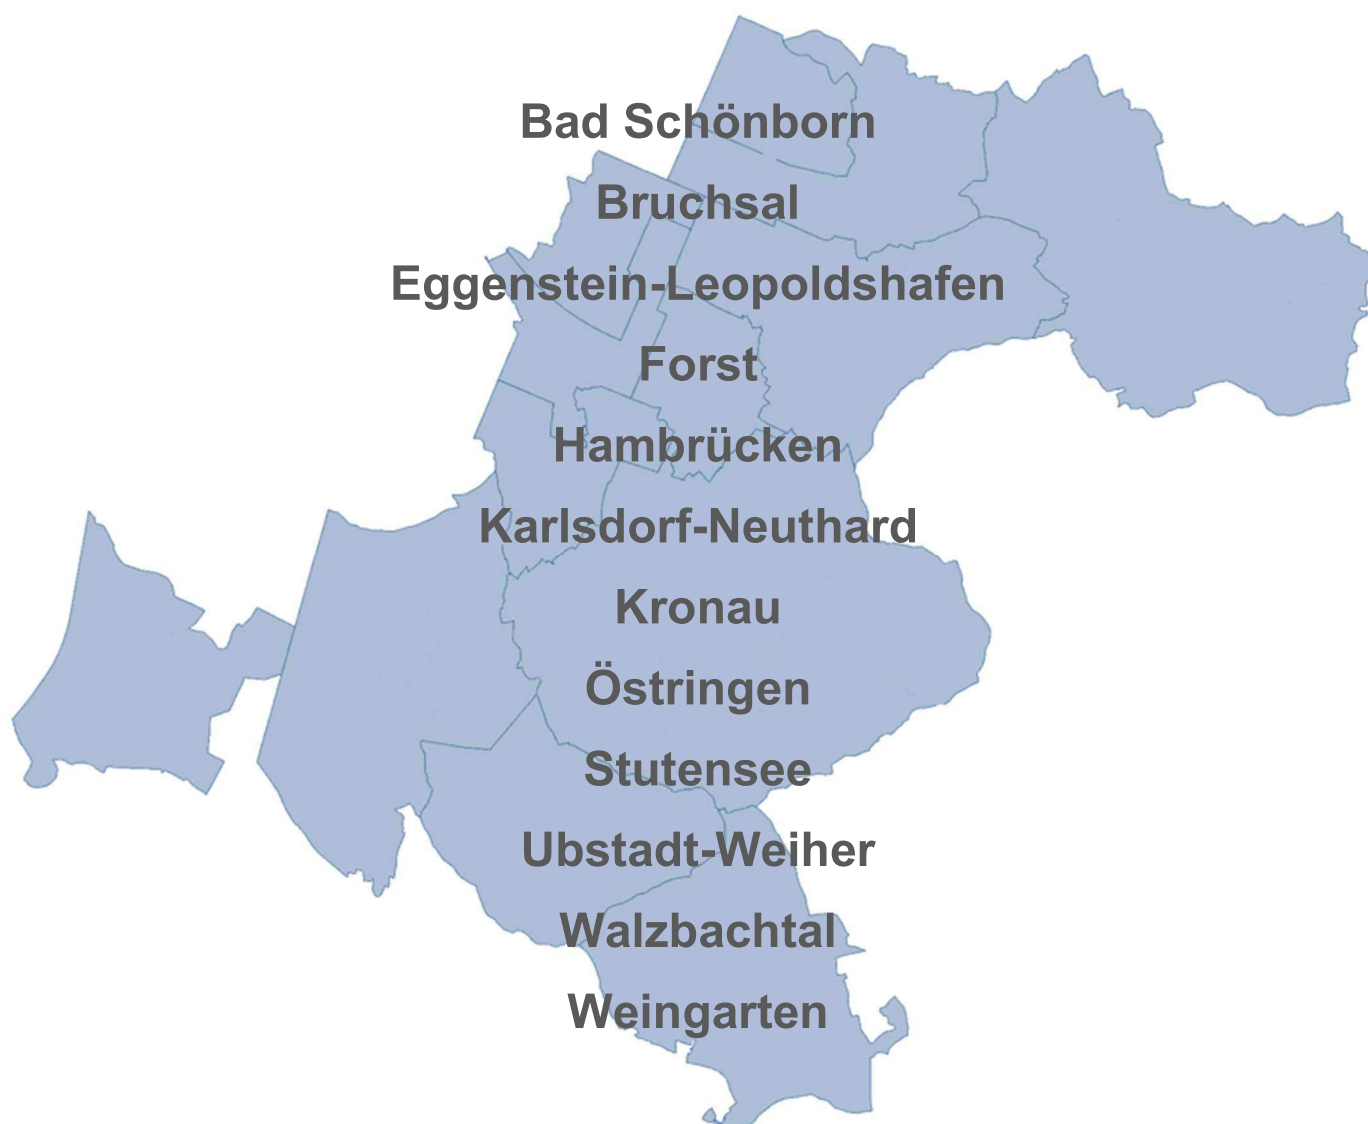 Bad Schönborn
Bruchsal
Eggenstein-Leopoldshafen
Forst
Hambrücken
Karlsdorf-Neuthard
Kronau
Östringen
Stutensee
Ubstadt-Weiher
Walzbachtal
Weingarten